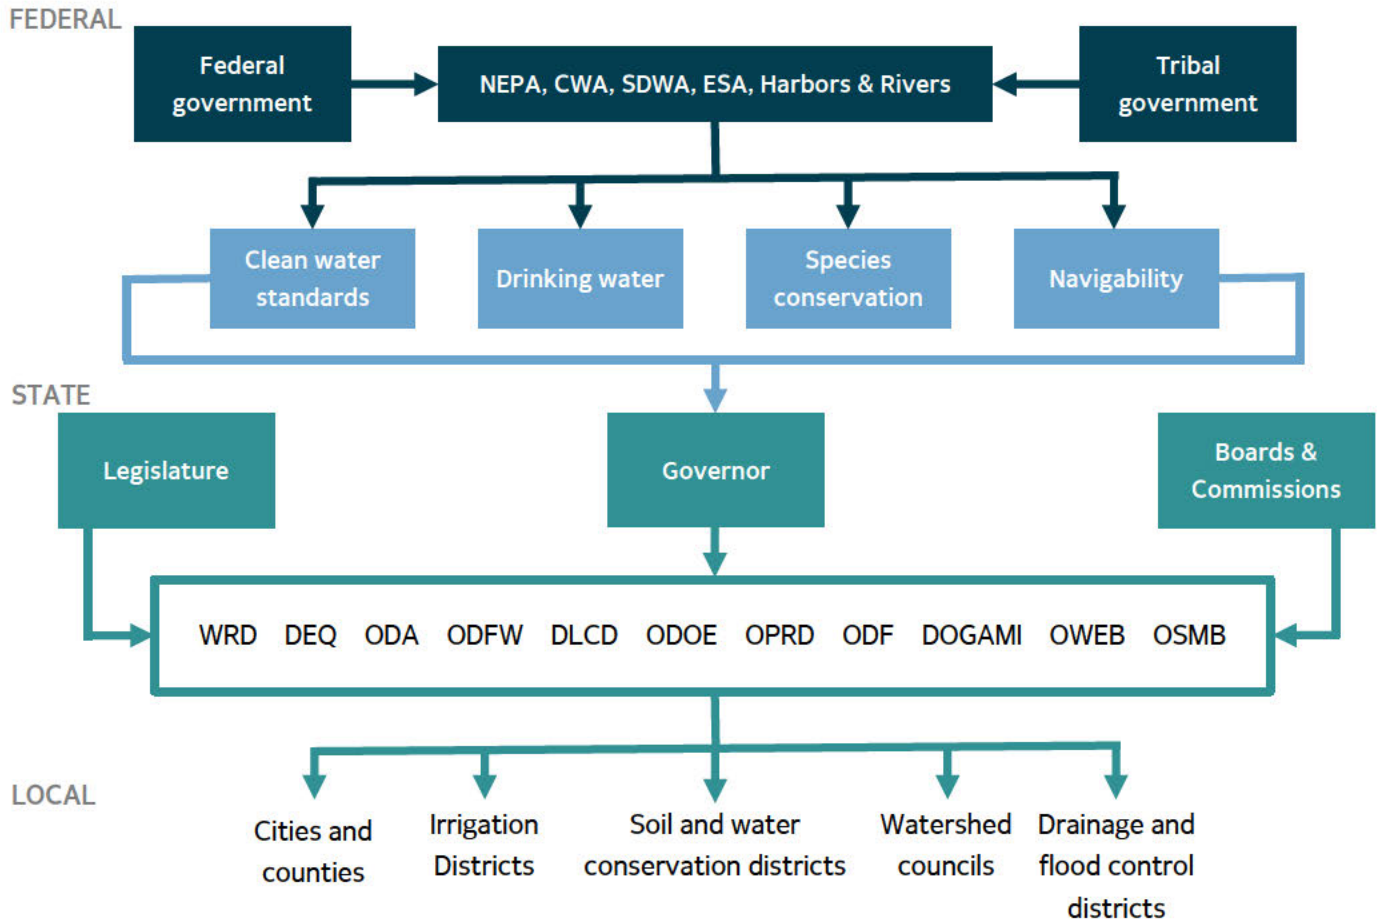 FEDERAL
Federal
government
NEPA, CWA, SDWA, ESA, Harbors & Rivers
Tribal
government
Clean water
standards
Drinking water
Species
conservation
Navigability
STATE
Legislature
Governor
Boards &
Commissions
WRD DEQ ODA ODFW DLCD ODOE OPRD ODF DOGAMI OWEB OSMB
LOCAL
Cities and
counties
Irrigation
Districts
Soil and water
conservation districts
Watershed
councils
Drainage and
flood control
districts